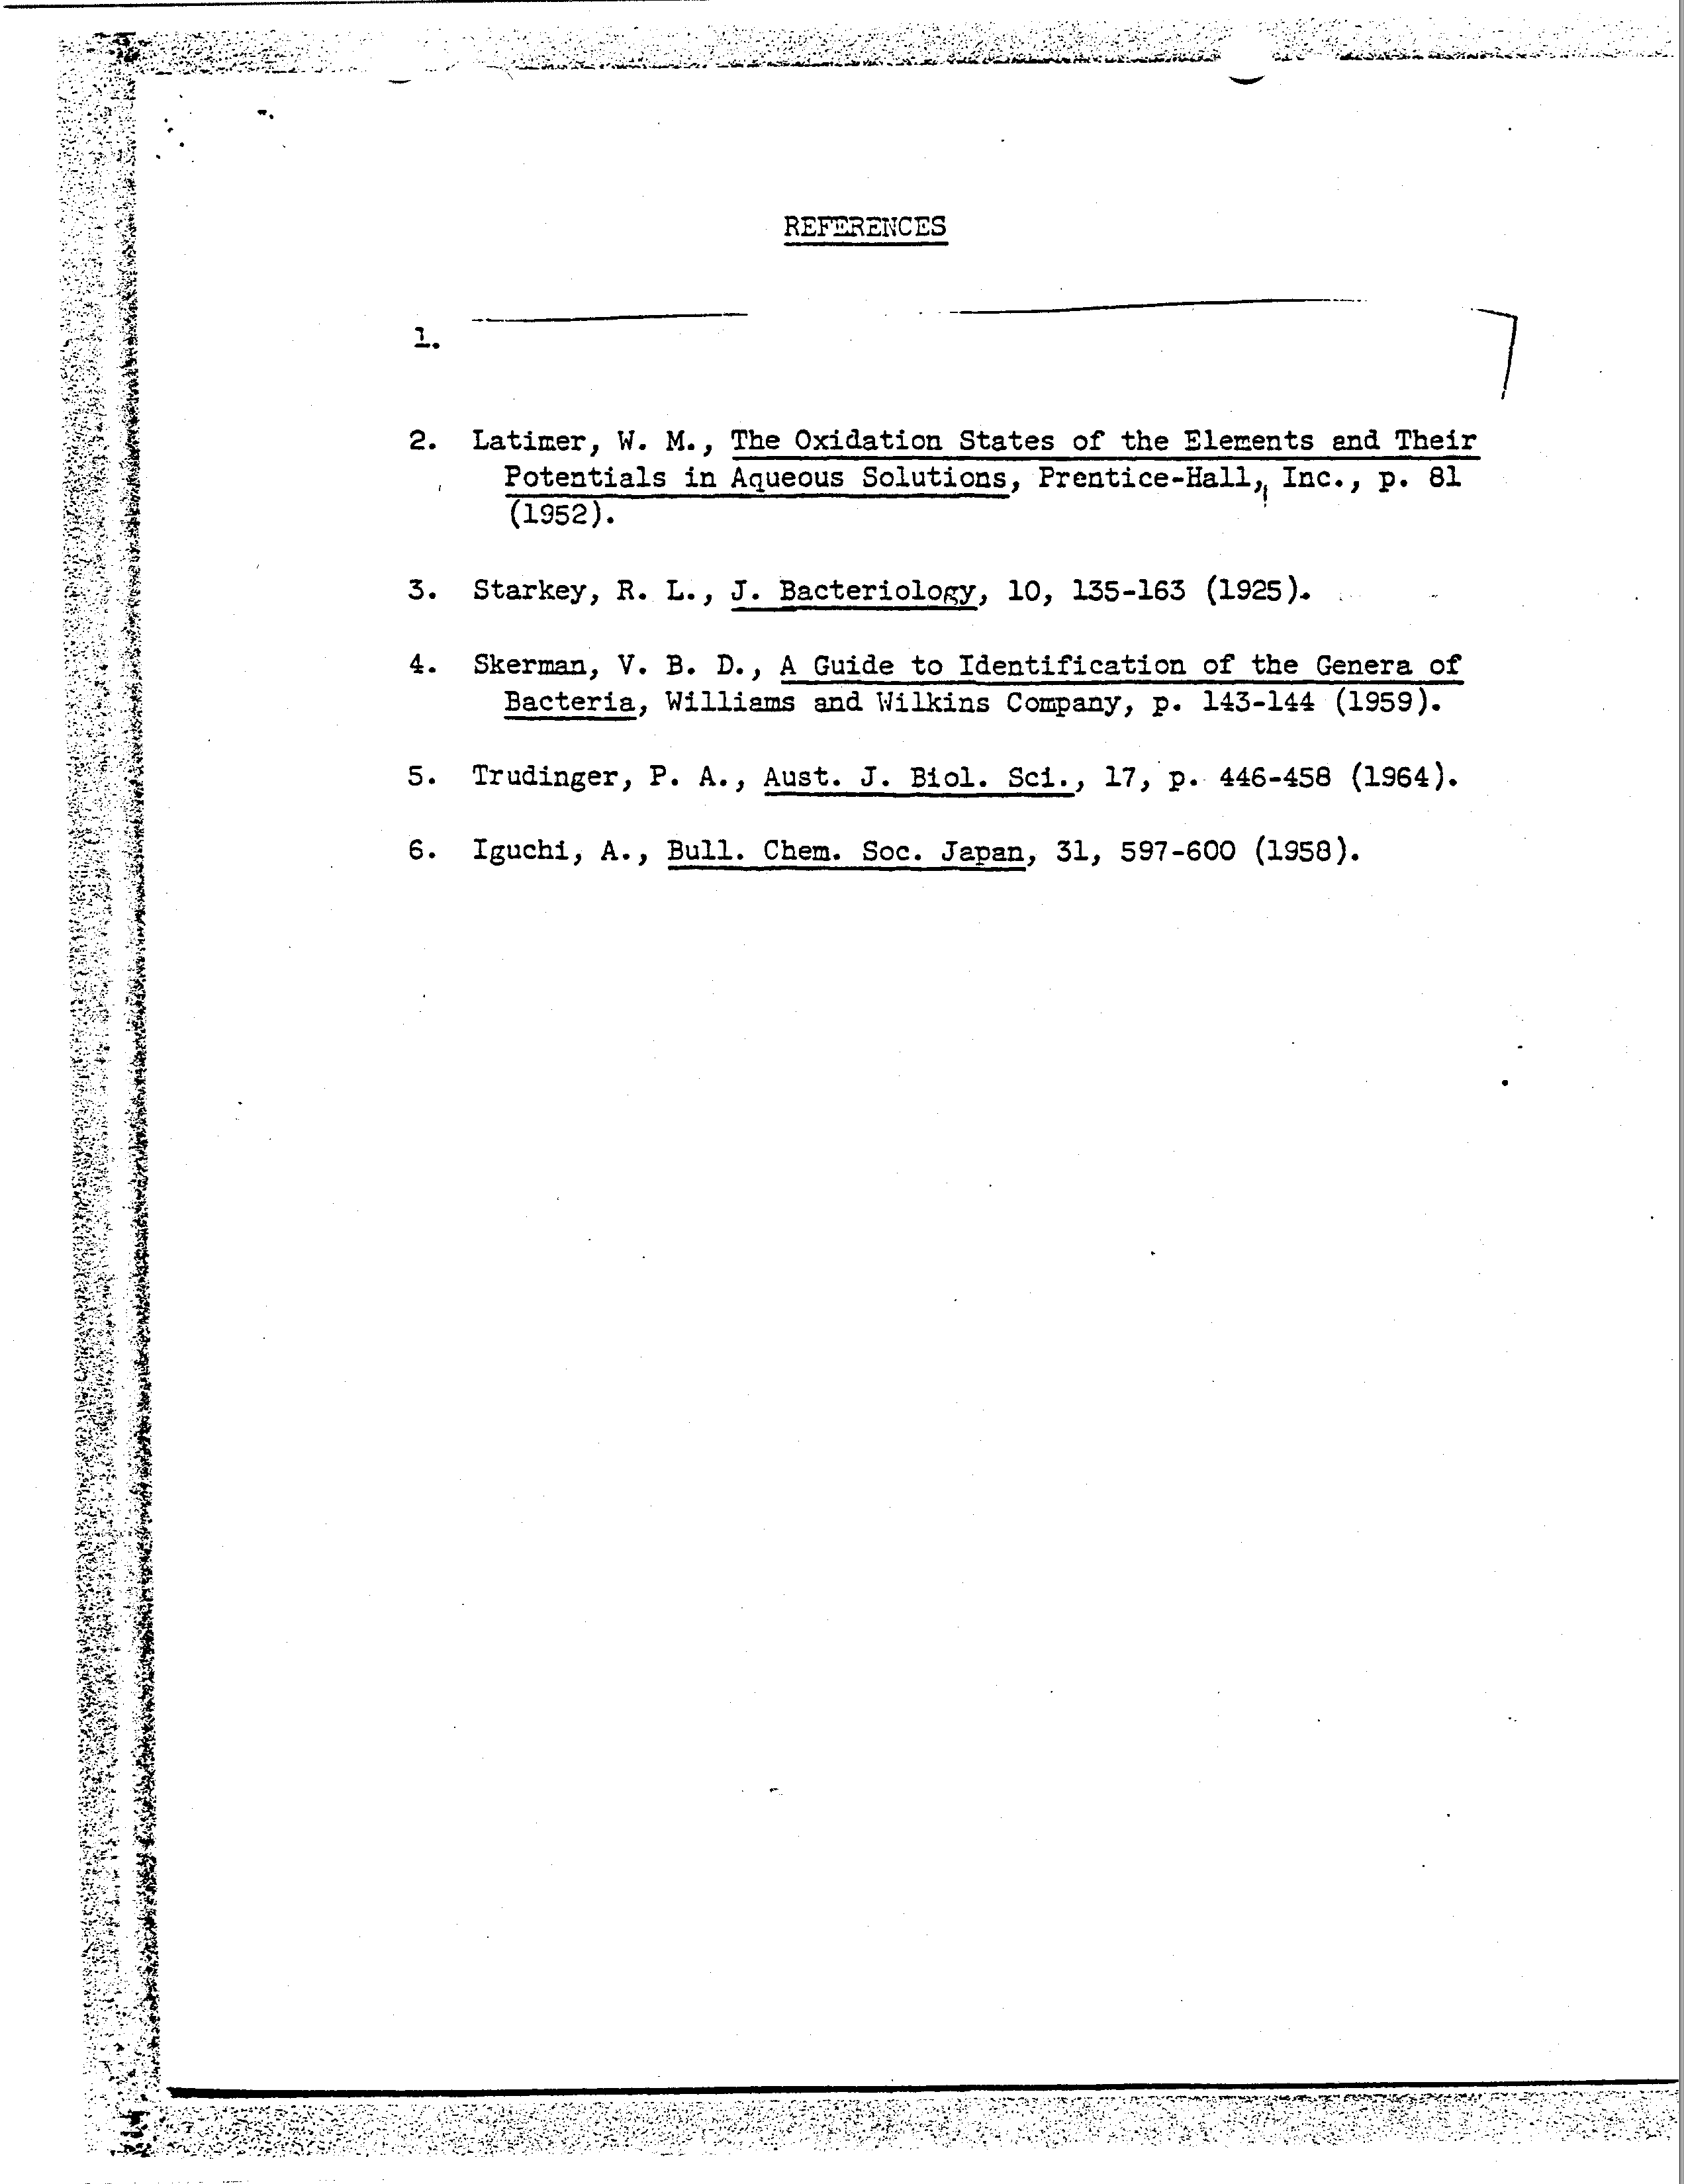 REFERENCES
1.
2. Latimer, W. M., The Oxidation States of the Elements and Their
Potentials in Aqueous Solutions, Prentice-Hall, Inc., p. 81
(1952).
3. Starkey, R. L., J. Bacteriology, 10, 135-163 (1925).
4. Skerman, V. B. D., A Guide to Identification of the Genera of
Bacteria, Williams and Wilkins Company, p. 143-144 (1959).
5. Trudinger, P. A., Aust. J. Biol. Sci., 17, p. 446-458 (1964).
6. Iguchi, A., Bull. Chem. Soc. Japan, 31, 597-600 (1958).